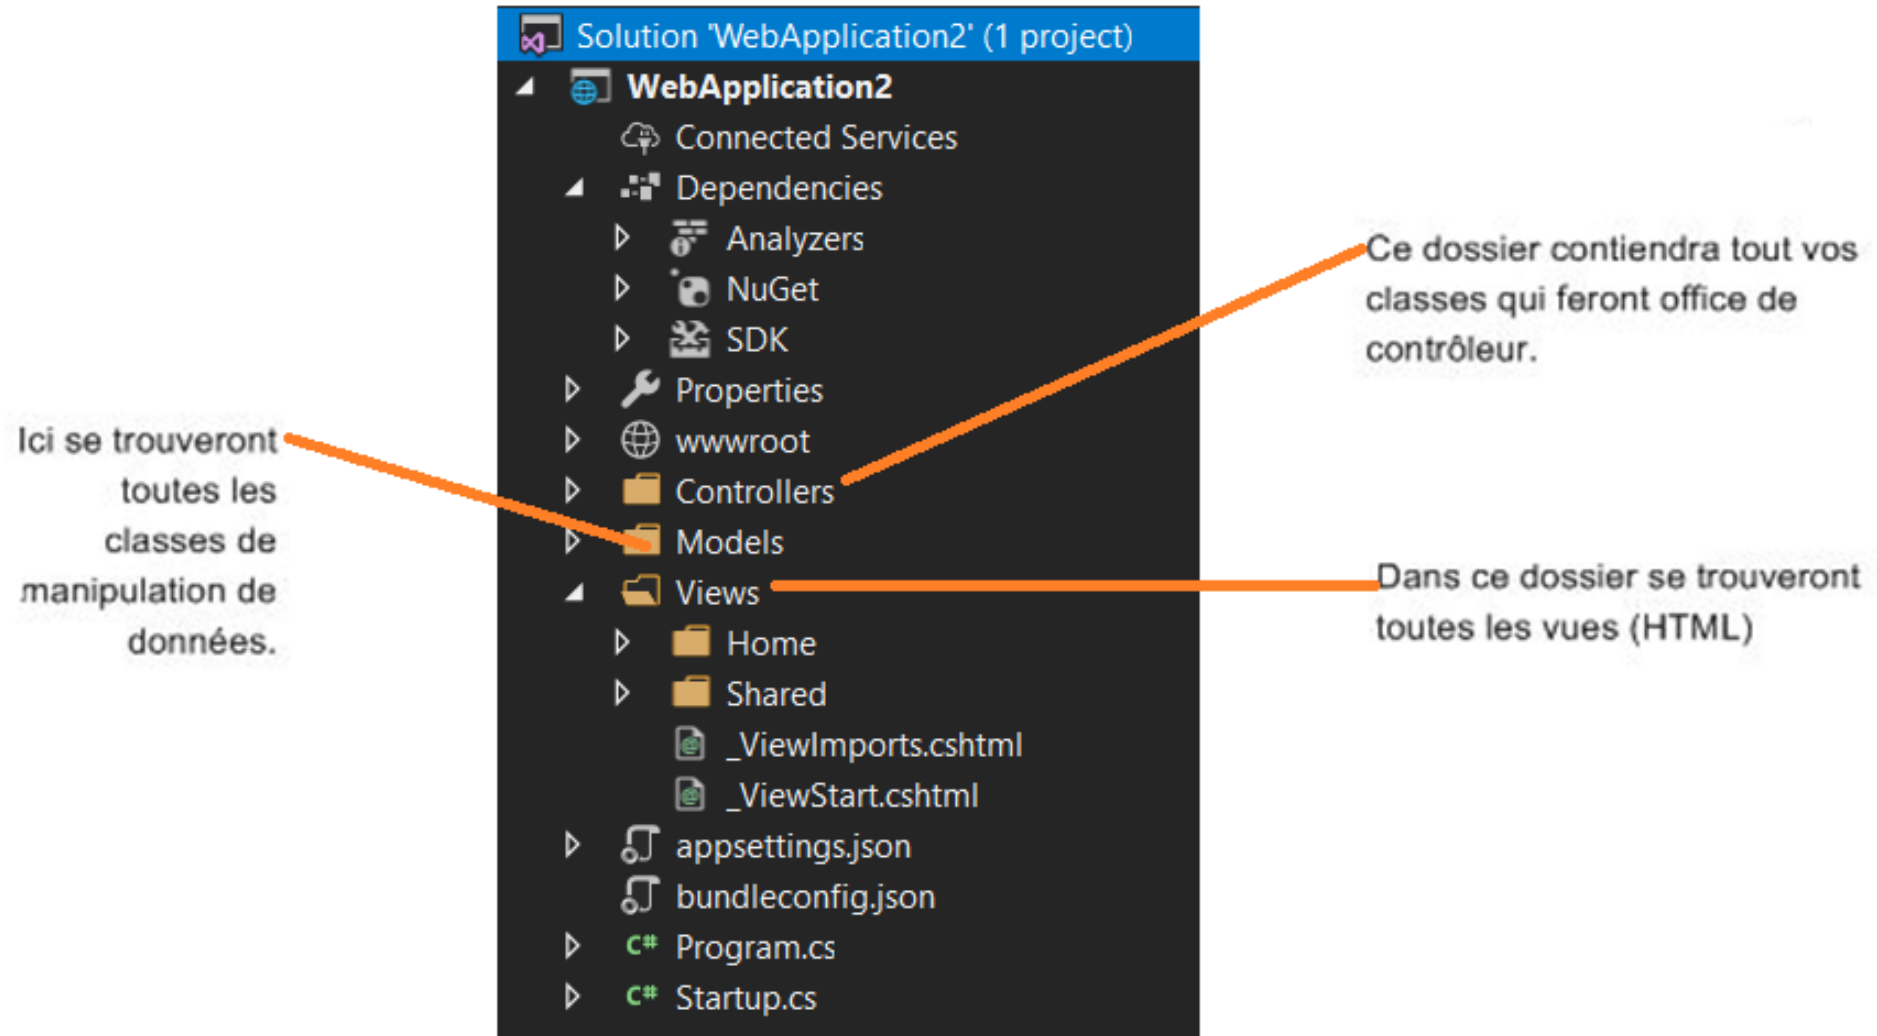 Solution 'WebApplication2' (1 project)
WebApplication2
Connected Services
Dependencies
Analyzers
NuGet
SDK
Properties
wwwroot
Controllers
Models
Views
Home
Shared
_ViewImports.cshtml
_ViewStart.cshtml
appsettings.json
bundleconfig.json
C# Program.cs
C# Startup.cs
Ici se trouveront
toutes les
classes de
manipulation de
données.
Ce dossier contiendra tout vos
classes qui feront office de
contrôleur.
Dans ce dossier se trouveront
toutes les vues (HTML)